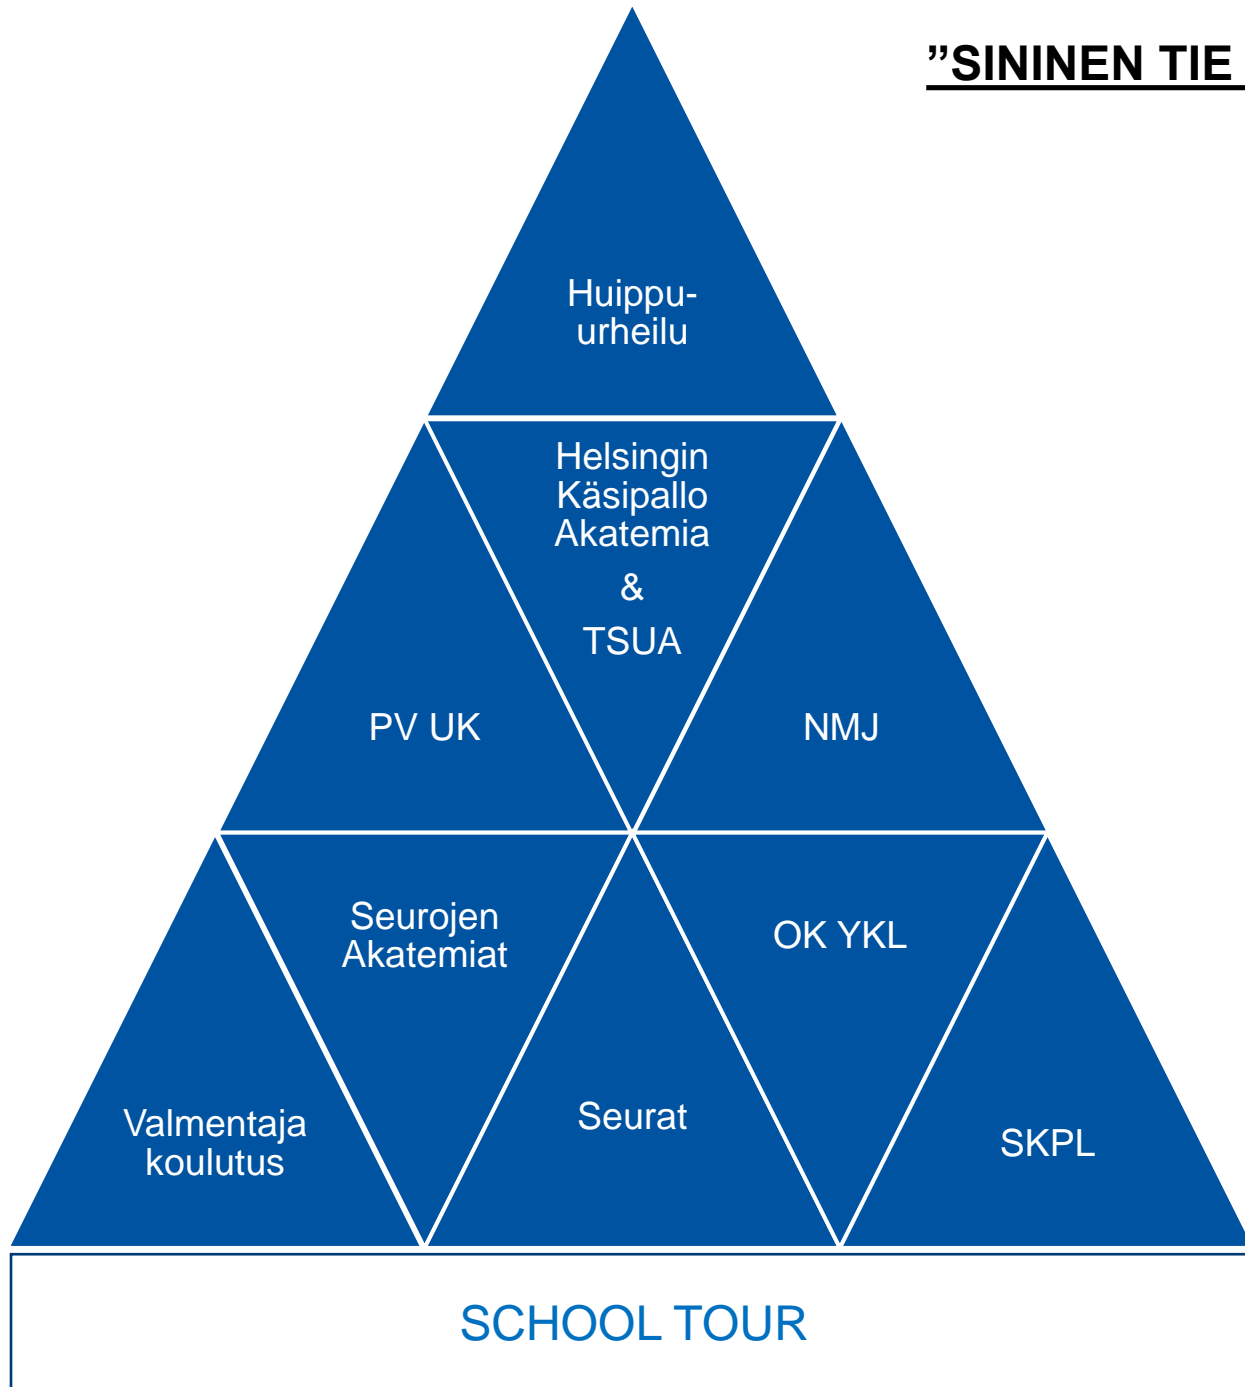 ”SININEN TIE
Huippu-
urheilu
Helsingin
Käsipallo
Akatemia
&
TSUA
PV UK
NMJ
Seurojen
Akatemiat
OK YKL
Valmentaja
koulutus
Seurat
SKPL
SCHOOL TOUR